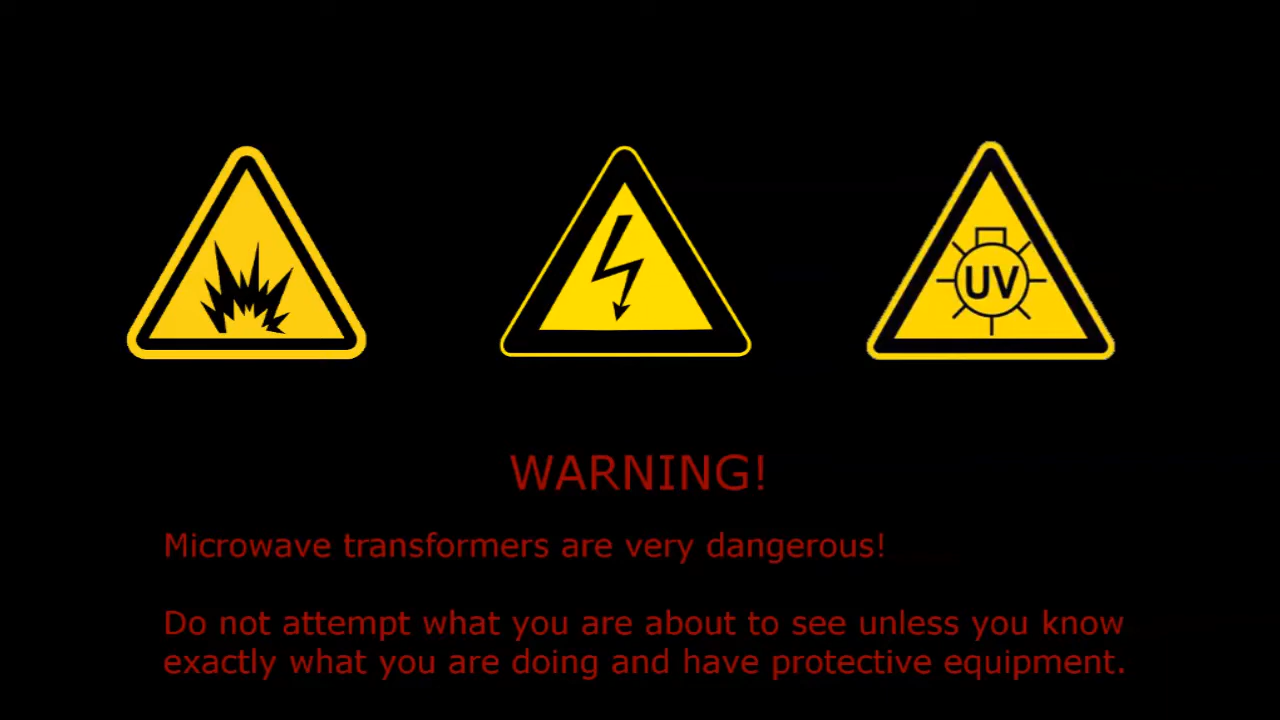 UV
WARNING!
Microwave transformers are very dangerous!
Do not attempt what you are about to see unless you know
exactly what you are doing and have protective equipment.